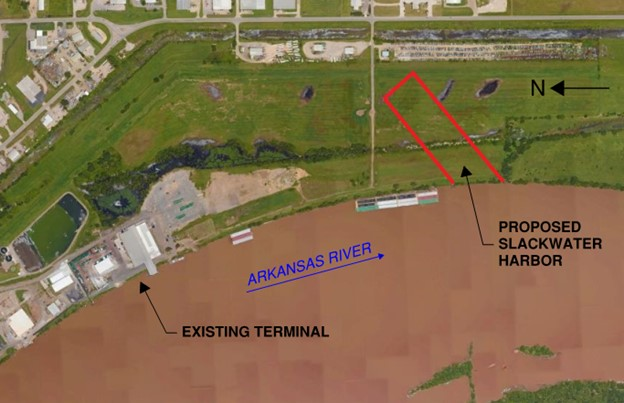 N
PROPOSED
SLACKWATER
HARBOR
ARKANSAS RIVER
EXISTING TERMINAL